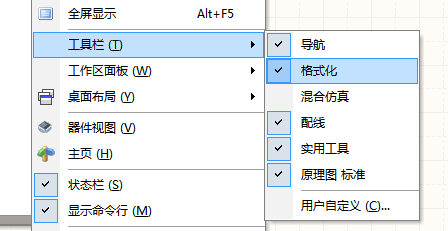 全屏显示 Alt+F5
工具栏 (T)
工作区面板 (W)
桌面布局 (Y)
器件视图 (V)
主页 (H)
状态栏 (S)
显示命令行 (M)
导航
格式化
混合仿真
配线
实用工具
原理图 标准
用户自定义 (C)...